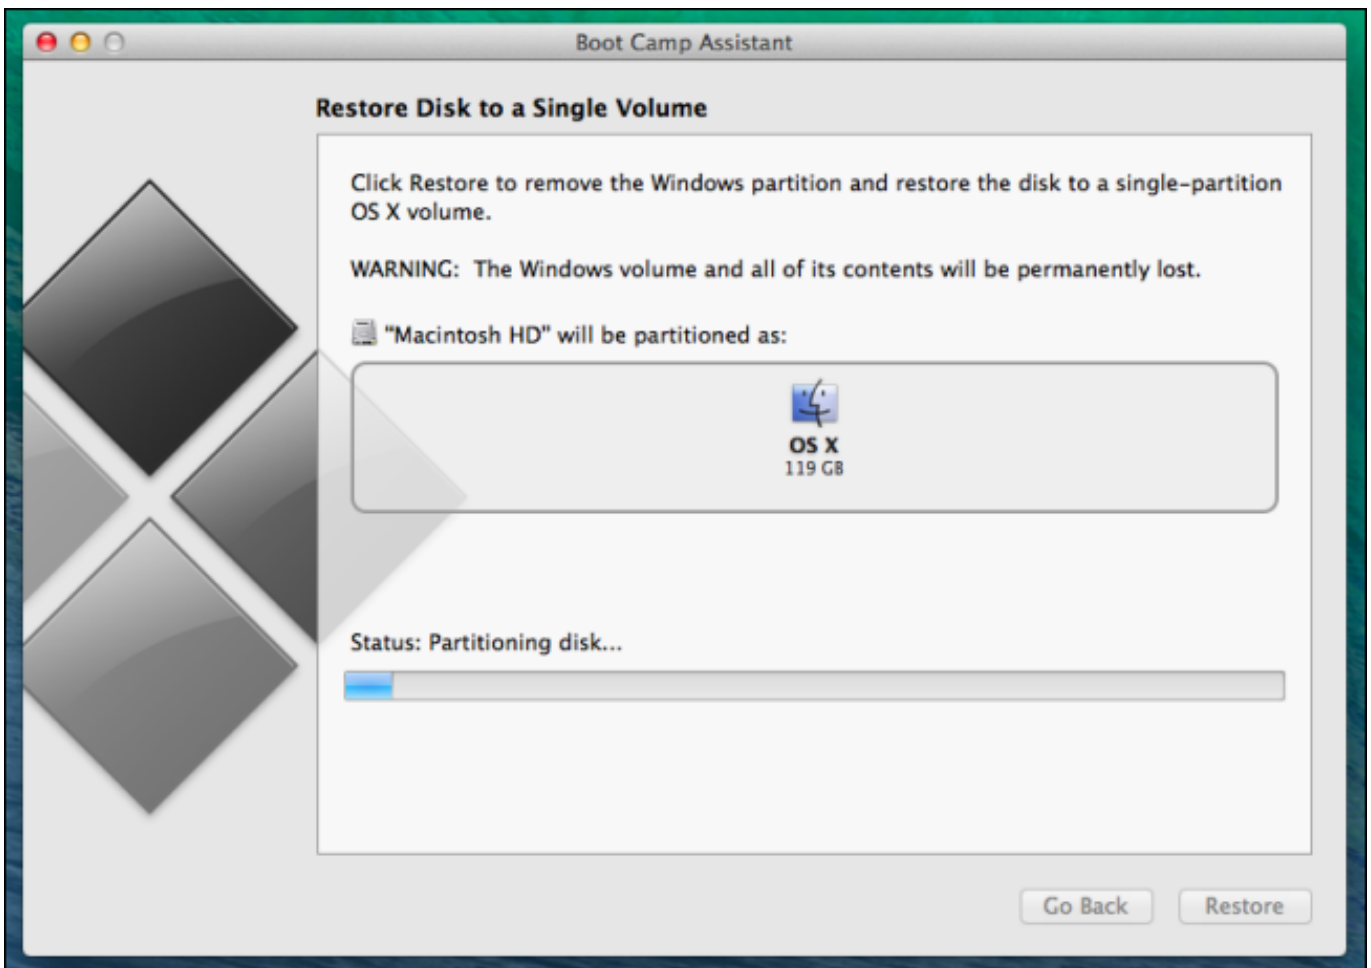 Boot Camp Assistant
Restore Disk to a Single Volume
Click Restore to remove the Windows partition and restore the disk to a single-partition
OS X volume.
WARNING:  The Windows volume and all of its contents will be permanently lost.
"Macintosh HD" will be partitioned as:
OS X
119 GB
Status: Partitioning disk...
Go Back
Restore